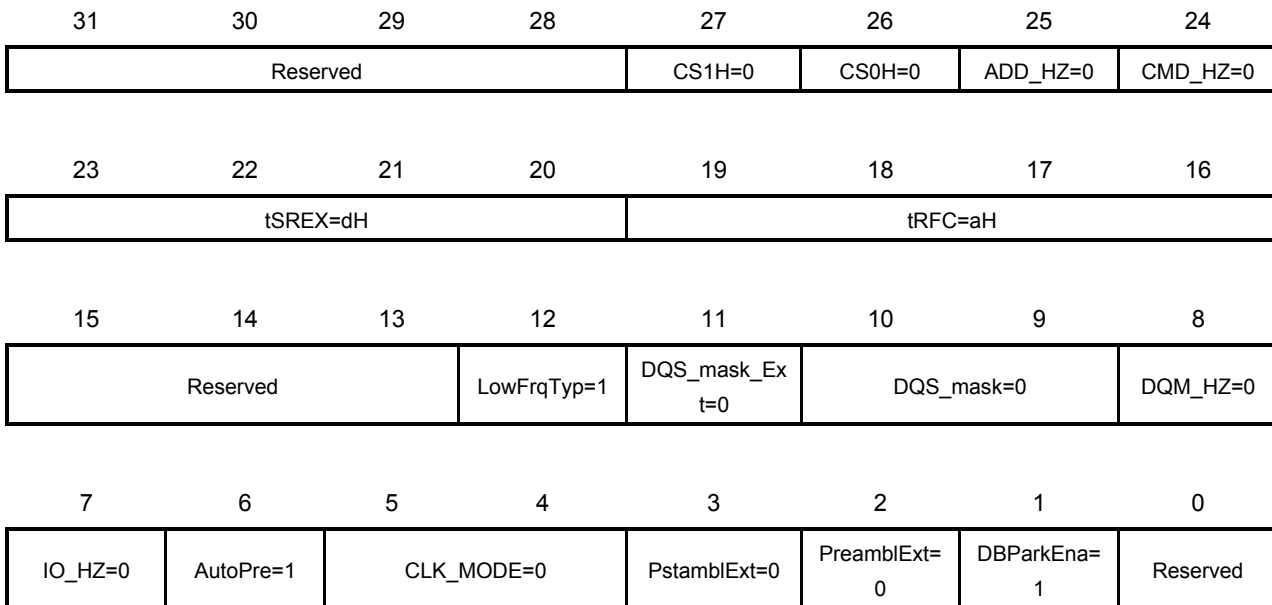 31 30 29 28 27 26 25 24
Reserved CS1H=0 CS0H=0 ADD_HZ=0 CMD_HZ=0
23 22 21 20 19 18 17 16
tSREX=dH tRFC=aH
15 14 13 12 11 10 9 8
Reserved LowFrqTyp=1 DQS_mask_Ex
t=0 DQS_mask=0 DQM_HZ=0
7 6 5 4 3 2 1 0
IO_HZ=0 AutoPre=1 CLK_MODE=0 PstamblExt=0 PreamblExt=
0 DBParkEna=
1 Reserved